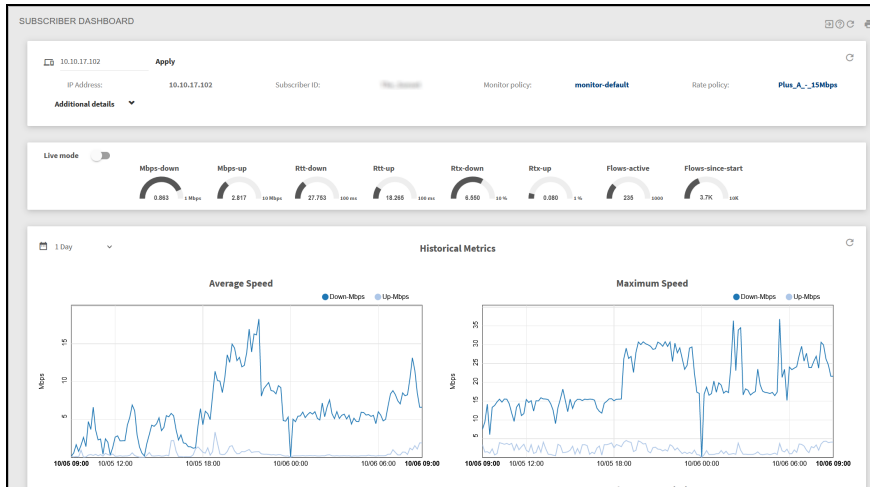 SUBSCRIBER DASHBOARD
10.10.17.102 Apply
IP Address: 10.10.17.102 Subscriber ID: Monitor policy: monitor-default Rate policy: Plus_A_-_15Mbps
Additional details
Live mode
Mbps-down Mbps-up Rtt-down Rtt-up Rtx-down Rtx-up Flows-active Flows-since-start
0.863 1 Mbps 2.817 10 Mbps 27.753 100 ms 18.265 100 ms 6.550 10 % 0.080 1 % 235 1000 3.7K 10K
1 Day Historical Metrics
Average Speed
Down-Mbps Up-Mbps
15
10
5
Mbps
10/05 09:00 10/05 12:00 10/05 18:00 10/06 00:00 10/06 06:00 10/06 09:00
Maximum Speed
Down-Mbps Up-Mbps
35
30
25
20
15
10
5
Mbps
10/05 09:00 10/05 12:00 10/05 18:00 10/06 00:00 10/06 06:00 10/06 09:00